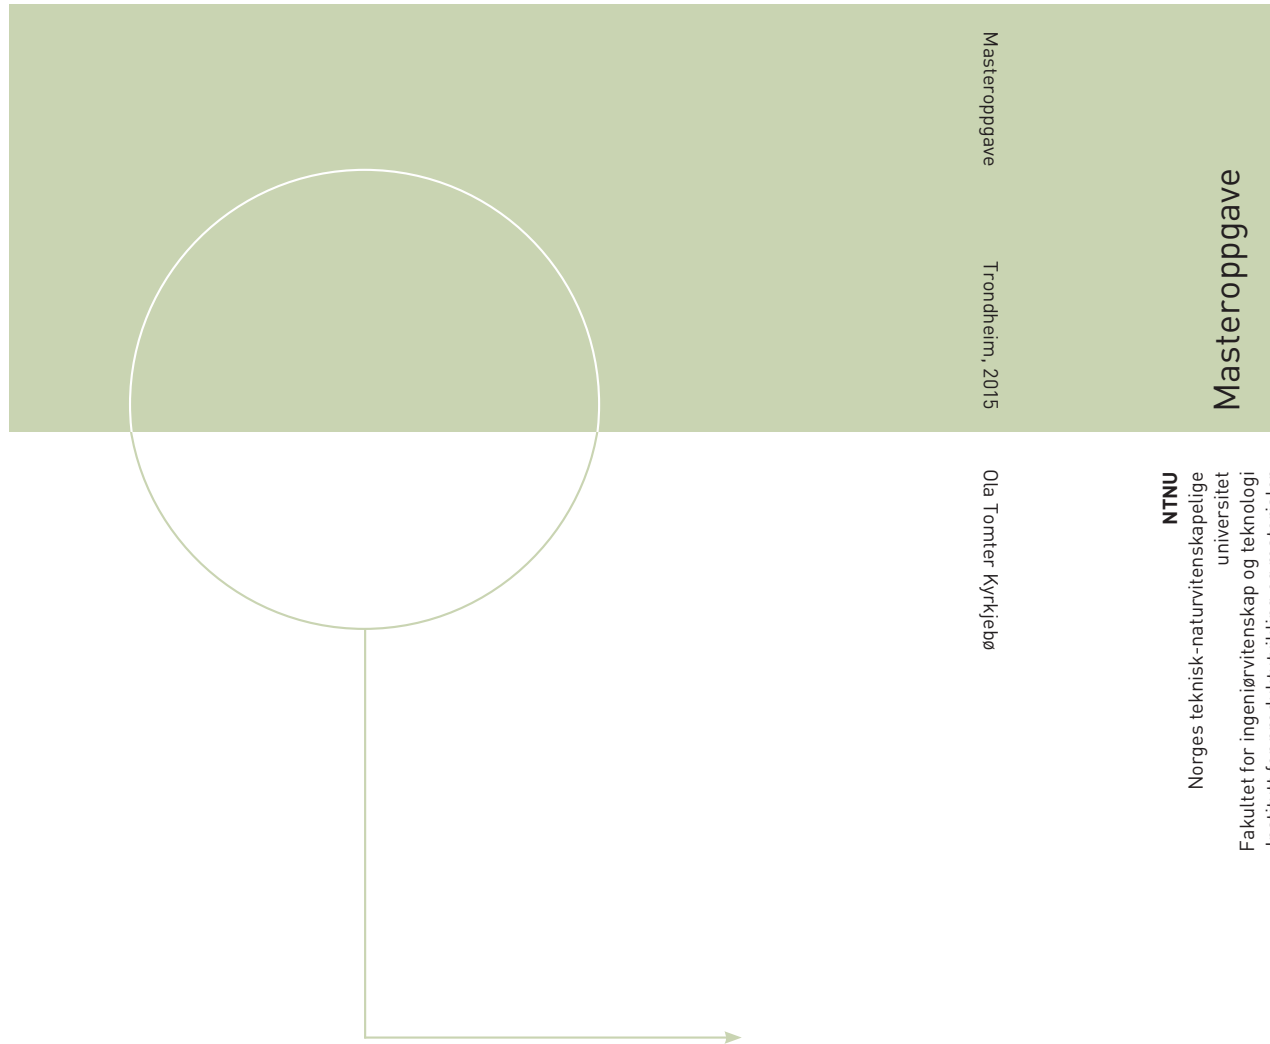 Masteroppgave
Trondheim, 2015
Ola Tomter Kyrkjebø
Masteroppgave
NTNU
Norges teknisk-naturvitenskapelige
universitet
Fakultet for ingeniørvitenskap og teknologi